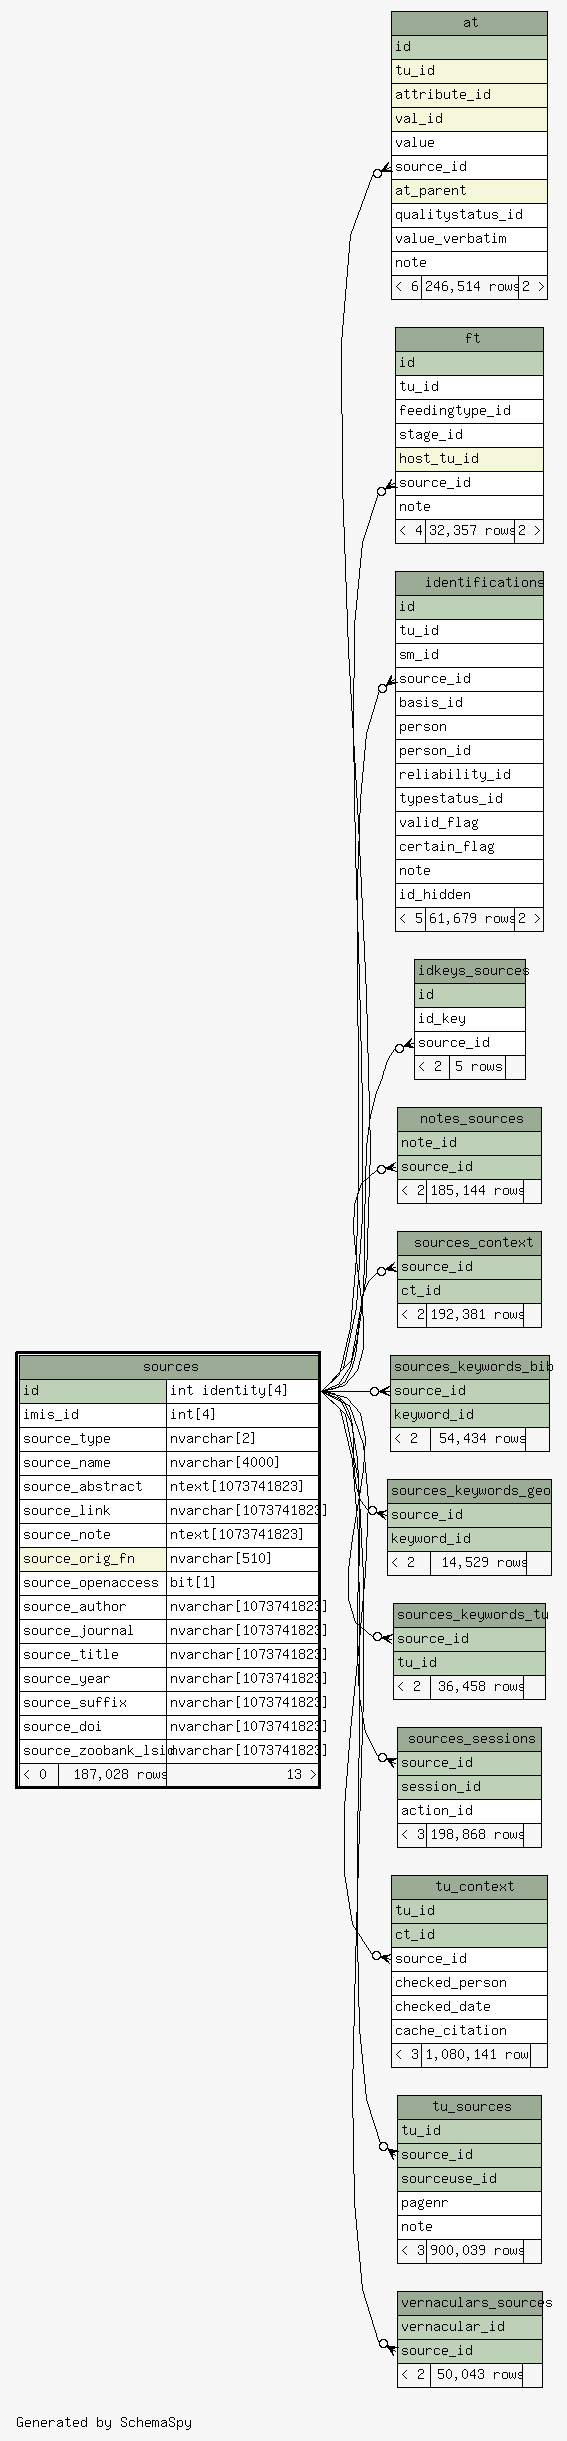 at
id
tu_id
attribute_id
val_id
value
source_id
at_parent
qualitystatus_id
value_verbatim
note
< 6 246,514 rows 2 >
ft
id
tu_id
feedingtype_id
stage_id
host_tu_id
source_id
note
< 4 32,357 rows 2 >
identifications
id
tu_id
sm_id
source_id
basis_id
person
person_id
reliability_id
typestatus_id
valid_flag
certain_flag
note
id_hidden
< 5 61,679 rows 2 >
idkeys_sources
id
id_key
source_id
< 2 5 rows
notes_sources
note_id
source_id
< 2 185,144 rows
sources_context
source_id
ct_id
< 2 192,381 rows
sources
id int identity[4]
imis_id int[4]
source_type nvarchar[2]
source_name nvarchar[4000]
source_abstract ntext[1073741823]
source_link nvarchar[1073741823]
source_note ntext[1073741823]
source_orig_fn nvarchar[510]
source_openaccess bit[1]
source_author nvarchar[1073741823]
source_journal nvarchar[1073741823]
source_title nvarchar[1073741823]
source_year nvarchar[1073741823]
source_suffix nvarchar[1073741823]
source_doi nvarchar[1073741823]
source_zoobank_lsid nvarchar[1073741823]
< 0 187,028 rows 13 >
sources_keywords_bib
source_id
keyword_id
< 2 54,434 rows
sources_keywords_geo
source_id
keyword_id
< 2 14,529 rows
sources_keywords_tu
source_id
tu_id
< 2 36,458 rows
sources_sessions
source_id
session_id
action_id
< 3 198,868 rows
tu_context
tu_id
ct_id
source_id
checked_person
checked_date
cache_citation
< 3 1,080,141 row
tu_sources
tu_id
source_id
sourceuse_id
pagenr
note
< 3 900,039 rows
vernaculars_sources
vernacular_id
source_id
< 2 50,043 rows
Generated by SchemaSpy